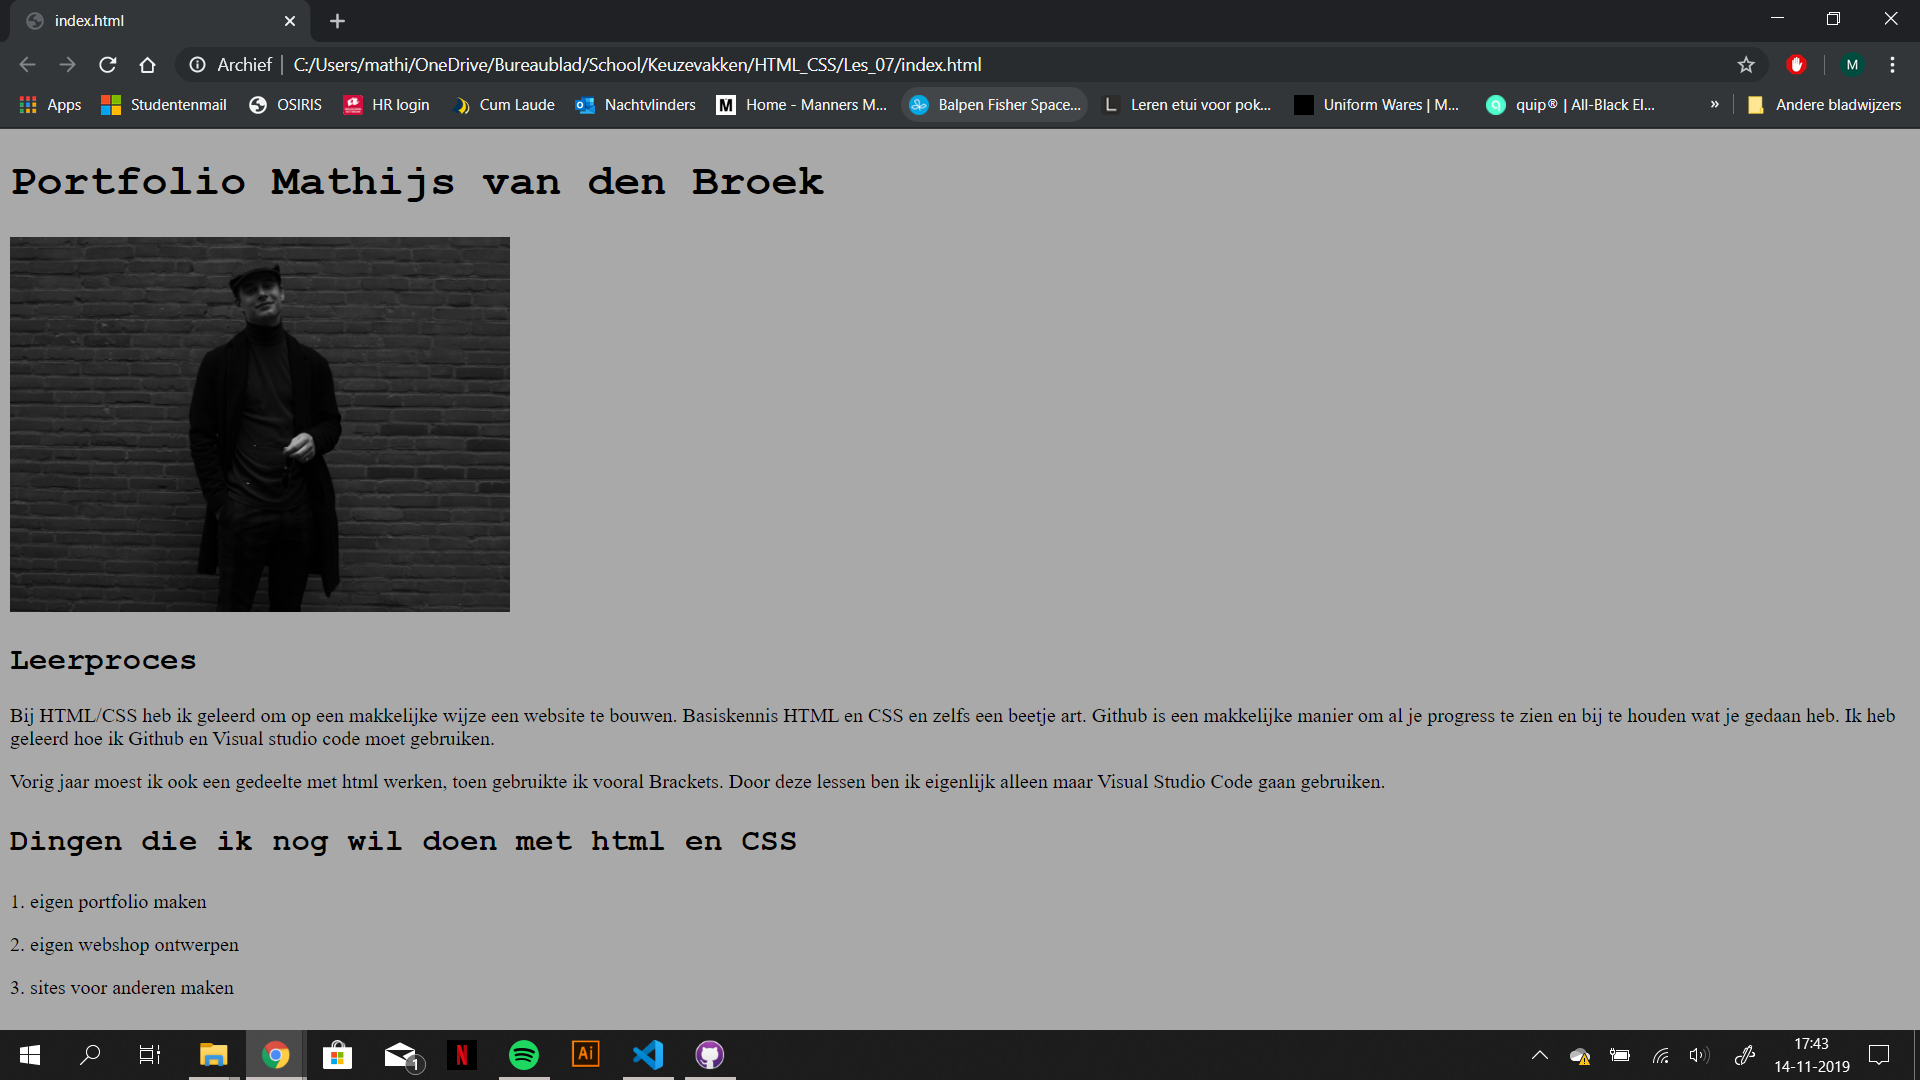 index.html
Archief | C:/Users/mathi/OneDrive/Bureaublad/School/Keuzevakken/HTML_CSS/Les_07/index.html
M
Apps Studentenmail OSIRIS HR login Cum Laude Nachtvlinders M Home - Manners M... Balpen Fisher Space... L Leren etui voor pok... Uniform Wares | M... q quip® | All-Black El... » Andere bladwijzers
Portfolio Mathijs van den Broek
Leerproces
Bij HTML/CSS heb ik geleerd om op een makkelijke wijze een website te bouwen. Basiskennis HTML en CSS en zelfs een beetje art. Github is een makkelijke manier om al je progress te zien en bij te houden wat je gedaan heb. Ik heb
geleerd hoe ik Github en Visual studio code moet gebruiken.
Vorig jaar moest ik ook een gedeelte met html werken, toen gebruikte ik vooral Brackets. Door deze lessen ben ik eigenlijk alleen maar Visual Studio Code gaan gebruiken.
Dingen die ik nog wil doen met html en CSS
1. eigen portfolio maken
2. eigen webshop ontwerpen
3. sites voor anderen maken
1 N Ai
17:43
14-11-2019